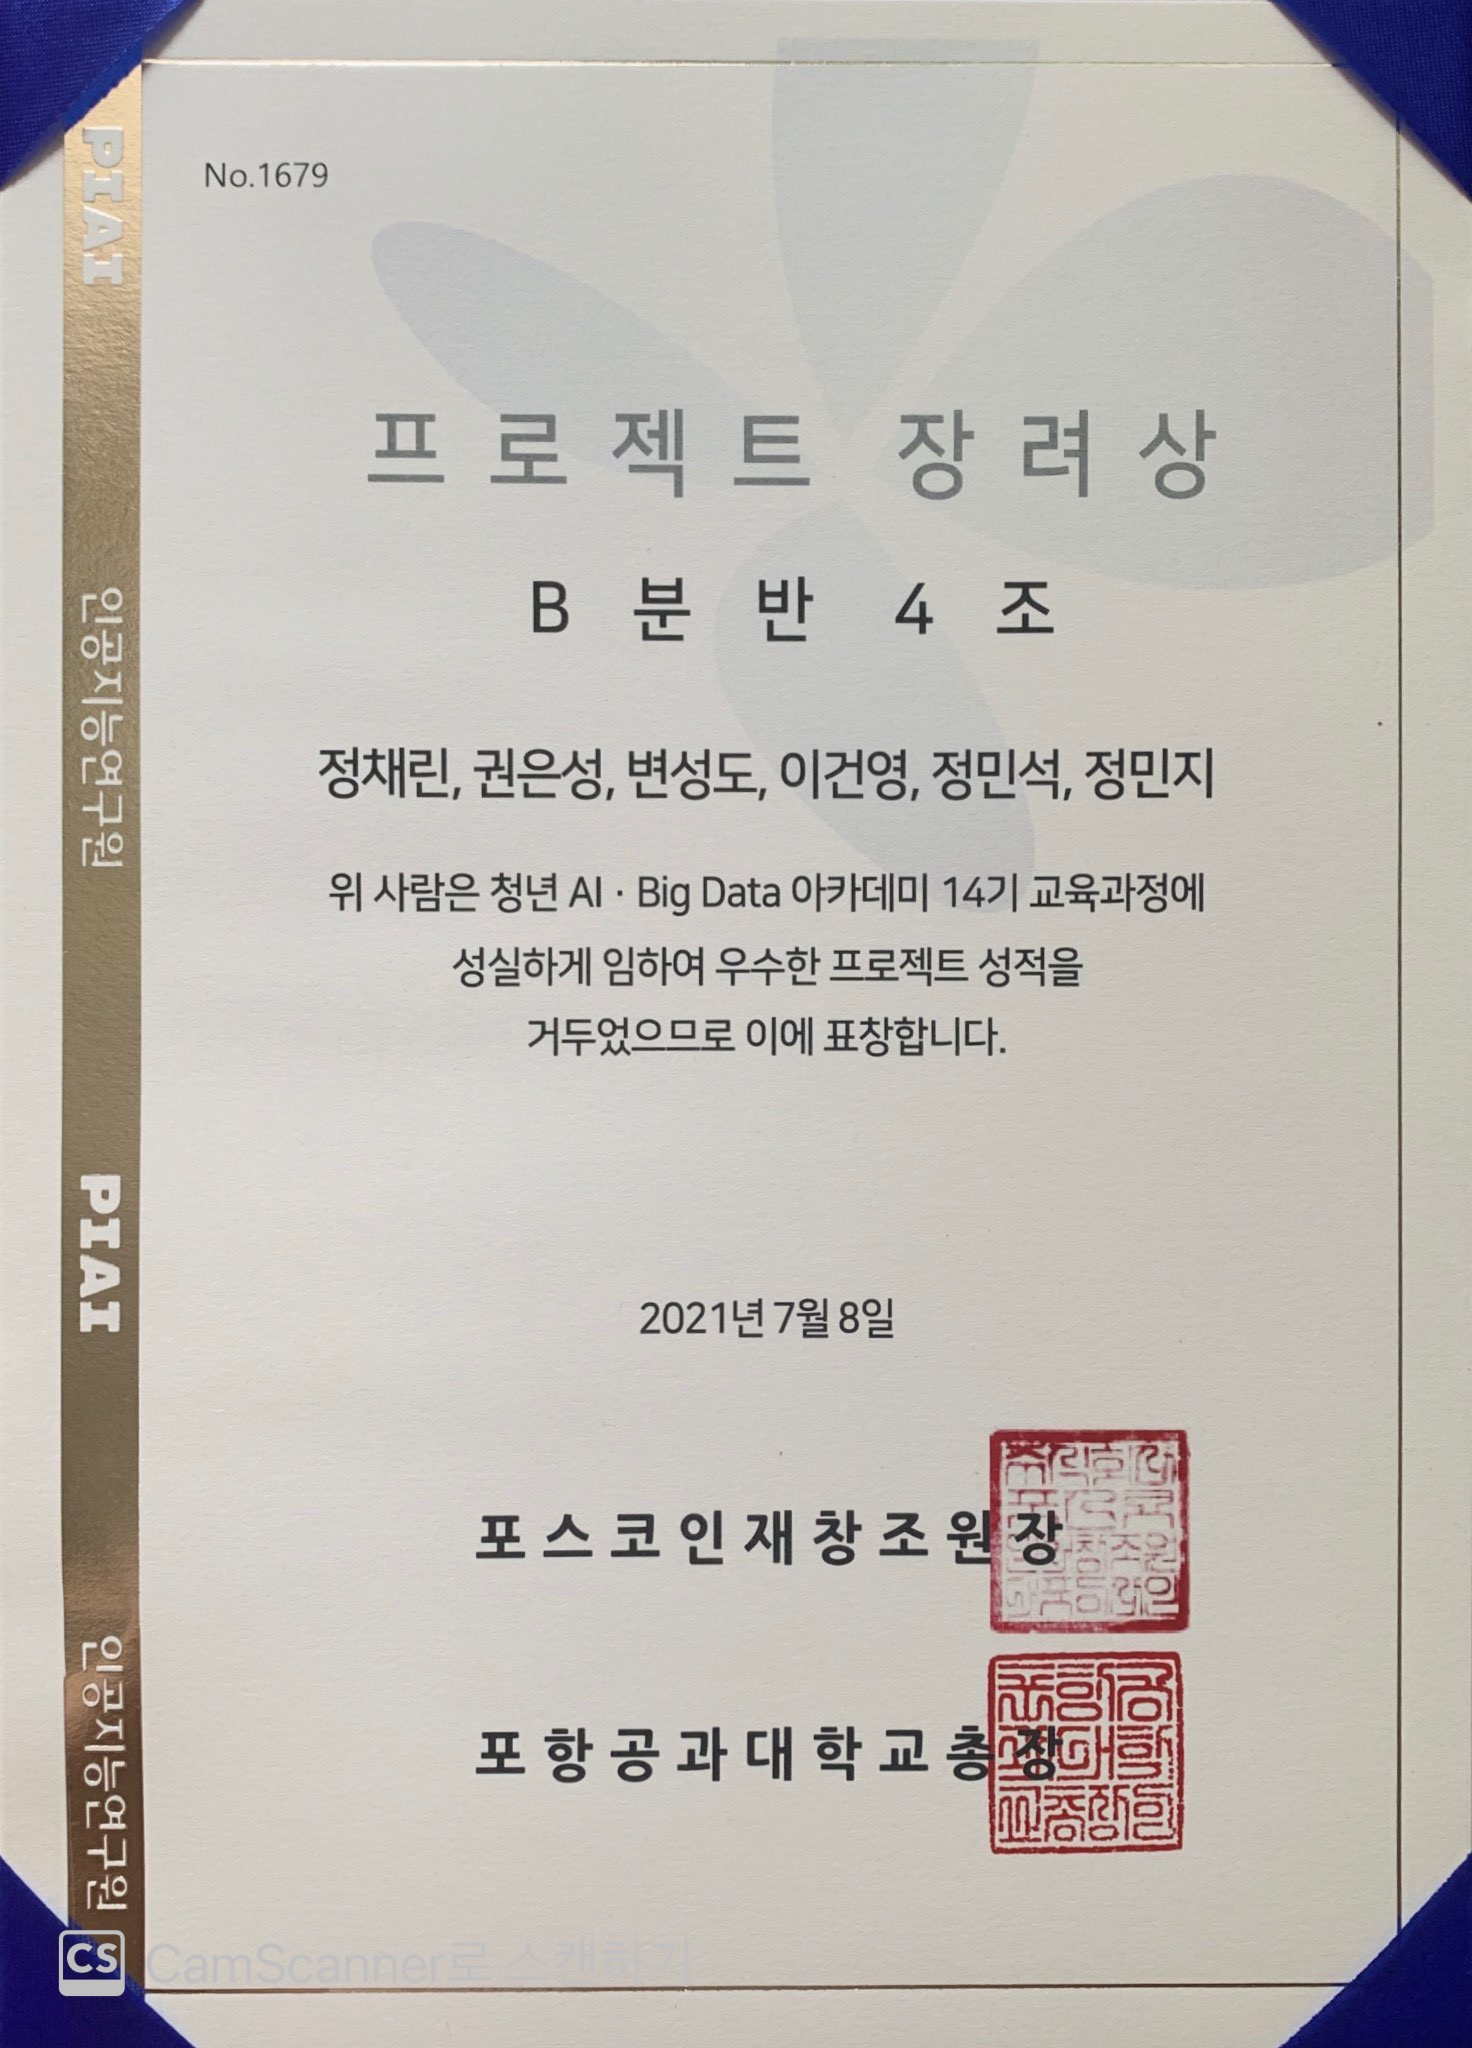 PIAI
인공지능연구원
PIAI
인공지능연구원
No.1679
프로젝트 장려상
B 분반 4조
정채린, 권은성, 변성도, 이건영, 정민석, 정민지
위 사람은 청년 AI · Big Data 아카데미 14기 교육과정에
성실하게 임하여 우수한 프로젝트 성적을
거두었으므로 이에 표창합니다.
2021년 7월 8일
포스코인재창조원장
포항공과대학교총장
CS CamScanner로 스캔하기